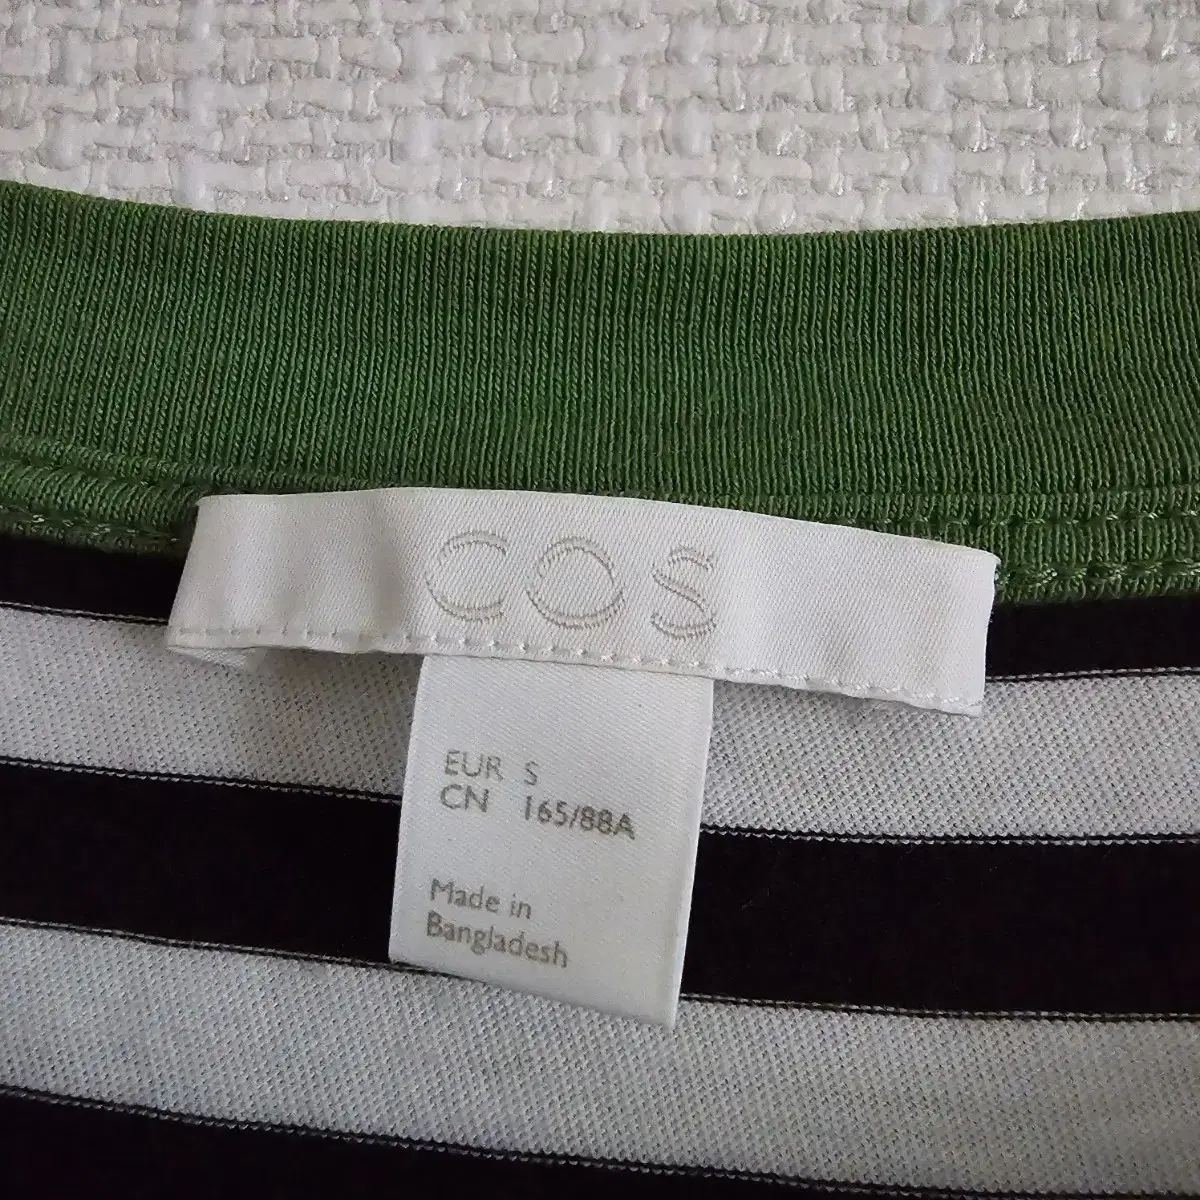 COS
EUR S
CN 165/88A
Made in
Bangladesh